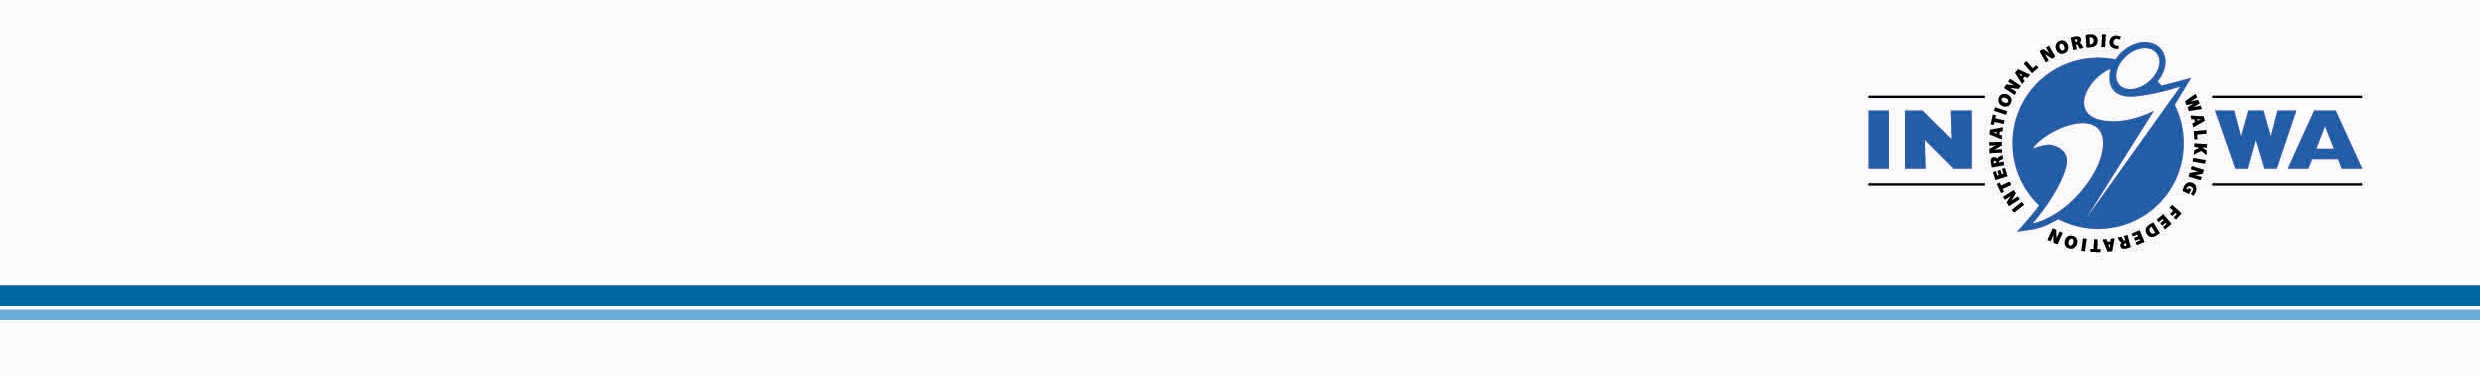 IN WA
INTERNATIONAL NORDIC WALKING FEDERATION